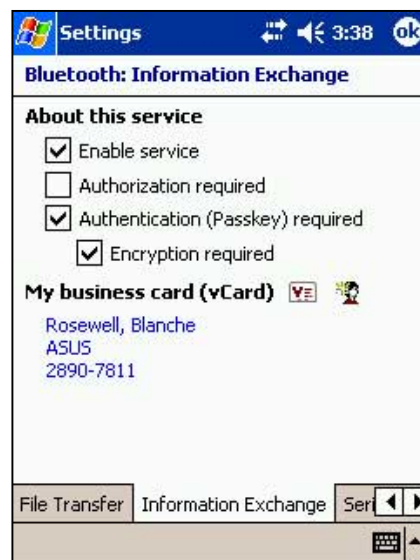 Settings 3:38 ok
Bluetooth: Information Exchange
About this service
Enable service
Authorization required
Authentication (Passkey) required
Encryption required
My business card (vCard)
Rosewell, Blanche
ASUS
2890-7811
File Transfer Information Exchange Seri